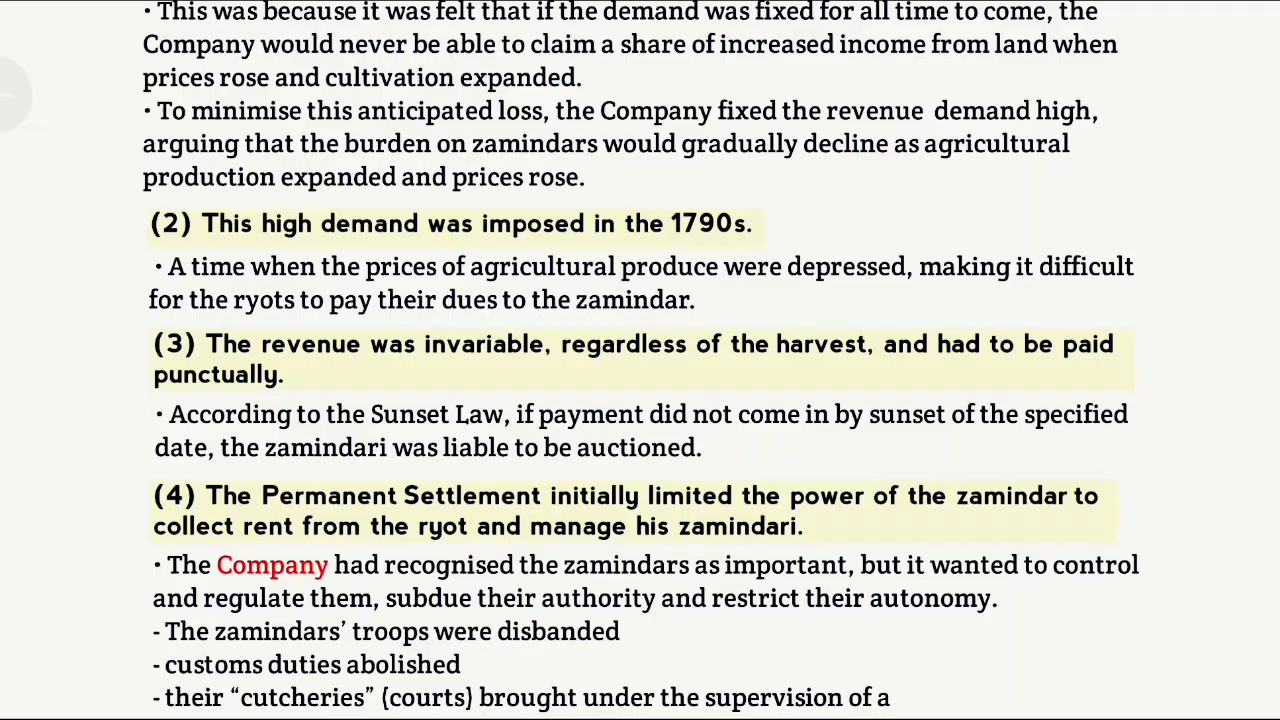 • This was because it was felt that if the demand was fixed for all time to come, the
Company would never be able to claim a share of increased income from land when
prices rose and cultivation expanded.
• To minimise this anticipated loss, the Company fixed the revenue demand high,
arguing that the burden on zamindars would gradually decline as agricultural
production expanded and prices rose.
(2) This high demand was imposed in the 1790s.
• A time when the prices of agricultural produce were depressed, making it difficult
for the ryots to pay their dues to the zamindar.
(3) The revenue was invariable, regardless of the harvest, and had to be paid
punctually.
• According to the Sunset Law, if payment did not come in by sunset of the specified
date, the zamindari was liable to be auctioned.
(4) The Permanent Settlement initially limited the power of the zamindar to
collect rent from the ryot and manage his zamindari.
• The Company had recognised the zamindars as important, but it wanted to control
and regulate them, subdue their authority and restrict their autonomy.
- The zamindars’ troops were disbanded
- customs duties abolished
- their “cutcheries” (courts) brought under the supervision of a